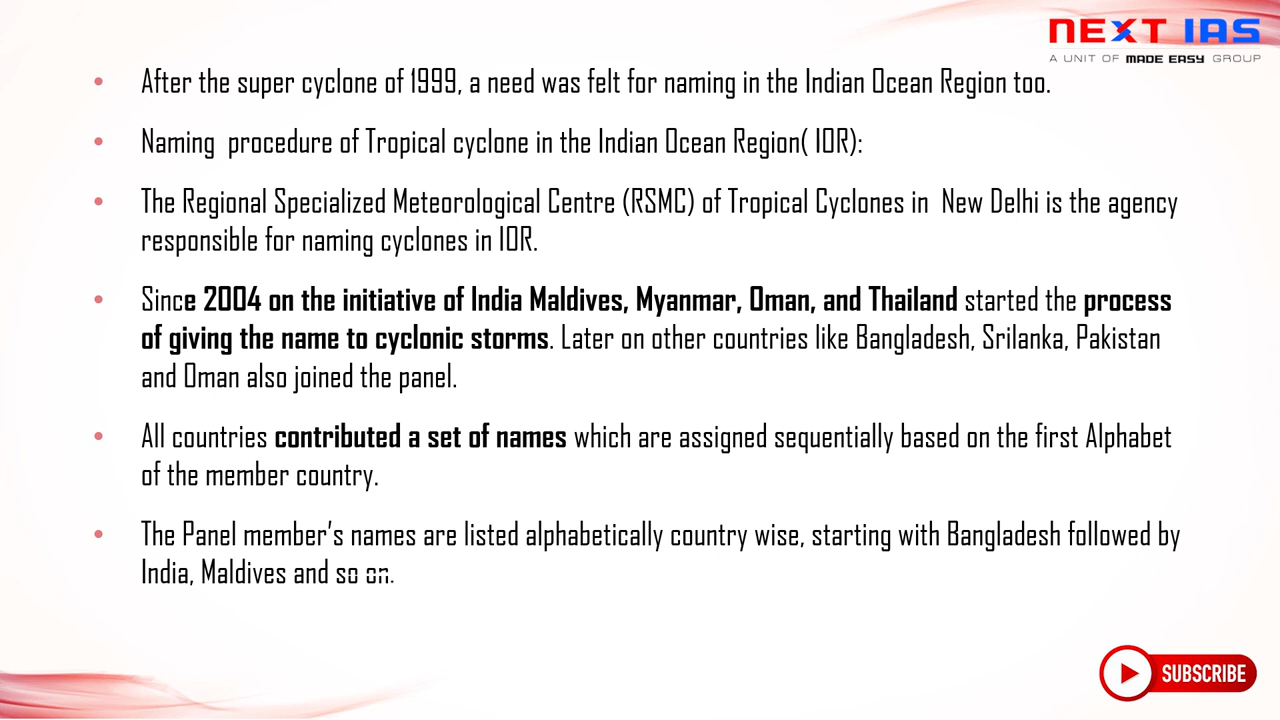 NEXT IAS
A UNIT OF MADE EASY GROUP
• After the super cyclone of 1999, a need was felt for naming in the Indian Ocean Region too.
• Naming  procedure of Tropical cyclone in the Indian Ocean Region( IOR):
• The Regional Specialized Meteorological Centre (RSMC) of Tropical Cyclones in  New Delhi is the agency
responsible for naming cyclones in IOR.
• Since 2004 on the initiative of India Maldives, Myanmar, Oman, and Thailand started the process
of giving the name to cyclonic storms. Later on other countries like Bangladesh, Srilanka, Pakistan
and Oman also joined the panel.
• All countries contributed a set of names which are assigned sequentially based on the first Alphabet
of the member country.
• The Panel member's names are listed alphabetically country wise, starting with Bangladesh followed by
India, Maldives and so on.
SUBSCRIBE